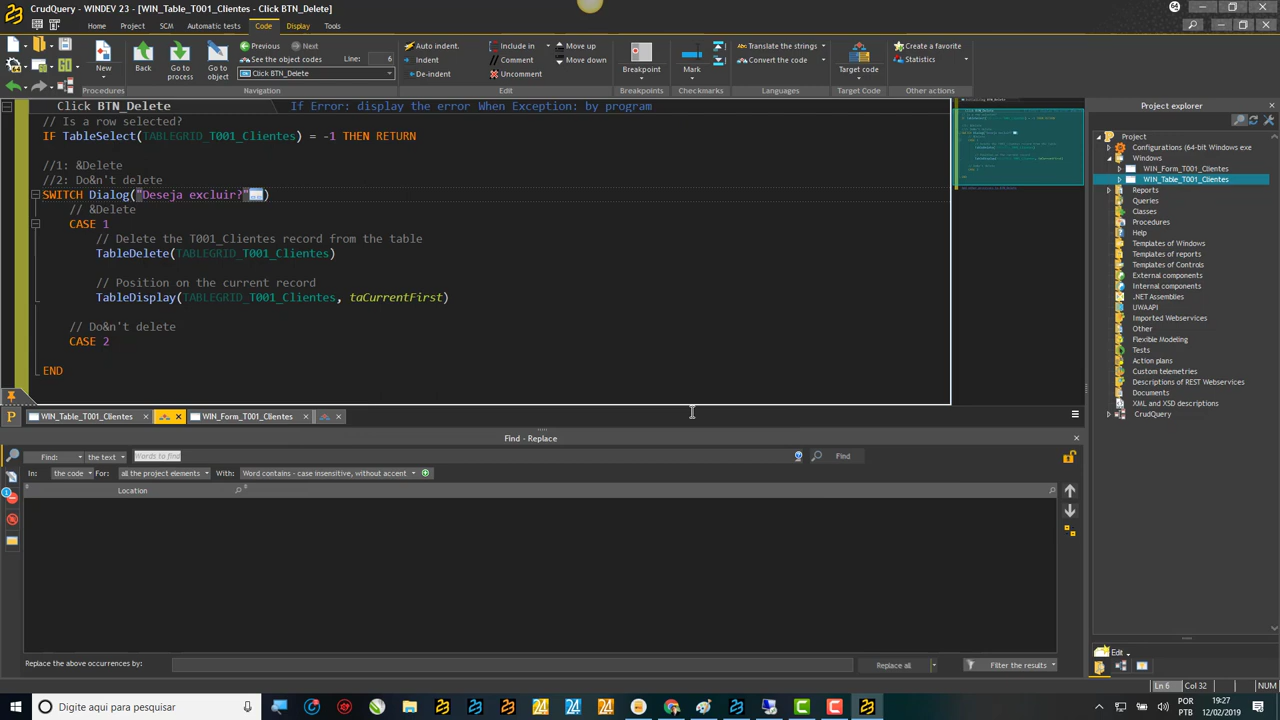 CrudQuery - WINDEV 23 - [WIN_Table_T001_Clientes - Click BTN_Delete]
64
Home Project SCM Automatic tests Code Display Tools
New
Procedures
Back
Go to process
Go to object
Previous Next
See the object codes
Click BTN_Delete
Line: 6
Navigation
Auto indent.
Indent
De-indent
Include in
Comment
Uncomment
Move up
Move down
Edit
Breakpoint
Breakpoints
Mark
Checkmarks
Translate the strings
Convert the code
Languages
Target code
Target Code
Create a favorite
Statistics
Other actions
Click BTN_Delete If Error: display the error When Exception: by program
// Is a row selected?
IF TableSelect(TABLEGRID_T001_Clientes) = -1 THEN RETURN
//1: &Delete
//2: Do&n't delete
SWITCH Dialog("Deseja excluir?")
// &Delete
CASE 1
// Delete the T001_Clientes record from the table
TableDelete(TABLEGRID_T001_Clientes)
// Position on the current record
TableDisplay(TABLEGRID_T001_Clientes, taCurrentFirst)
// Do&n't delete
CASE 2
END
WIN_Table_T001_Clientes WIN_Form_T001_Clientes
Project explorer
Project
Configurations (64-bit Windows exe
Windows
WIN_Form_T001_Clientes
WIN_Table_T001_Clientes
Reports
Queries
Classes
Procedures
Help
Templates of Windows
Templates of reports
Templates of Controls
External components
Internal components
.NET Assemblies
UWAAPI
Imported Webservices
Other
Flexible Modeling
Tests
Action plans
Custom telemetries
Descriptions of REST Webservices
Documents
XML and XSD descriptions
CrudQuery
Edit
Find - Replace
Find: the text Words to find Find
In: the code For: all the project elements With: Word contains - case insensitive, without accent
Location
Replace the above occurrences by: Replace all Filter the results
Ln 6 Col 32 NUM
Digite aqui para pesquisar
24 24 24
POR
PTB
19:27
12/02/2019